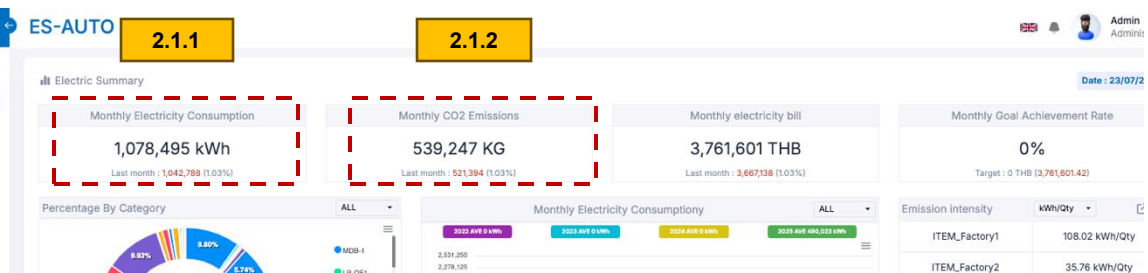 ES-AUTO
2.1.1
2.1.2
Admin
Electric Summary
Date : 23/07/2
Monthly Electricity Consumption
1,078,495 kWh
Last month : 1,042,788 (1.03%)
Monthly CO2 Emissions
539,247 KG
Last month : 521,394 (1.03%)
Monthly electricity bill
3,761,601 THB
Last month : 3,667,138 (1.03%)
Monthly Goal Achievement Rate
0%
Target : 0 THB (3,761,601.42)
Percentage By Category
ALL
9.93%
9.80%
5.74%
MDB-1
Monthly Electricity Consumptiony
ALL
2022 AVE 0 kWh
2023 AVE 0 kWh
2024 AVE 0 kWh
2025 AVE 490,023 kWh
2,531,250
2,278,125
Emission intensity
kWh/Qty
ITEM_Factory1
108.02 kWh/Qty
ITEM_Factory2
35.76 kWh/Qty